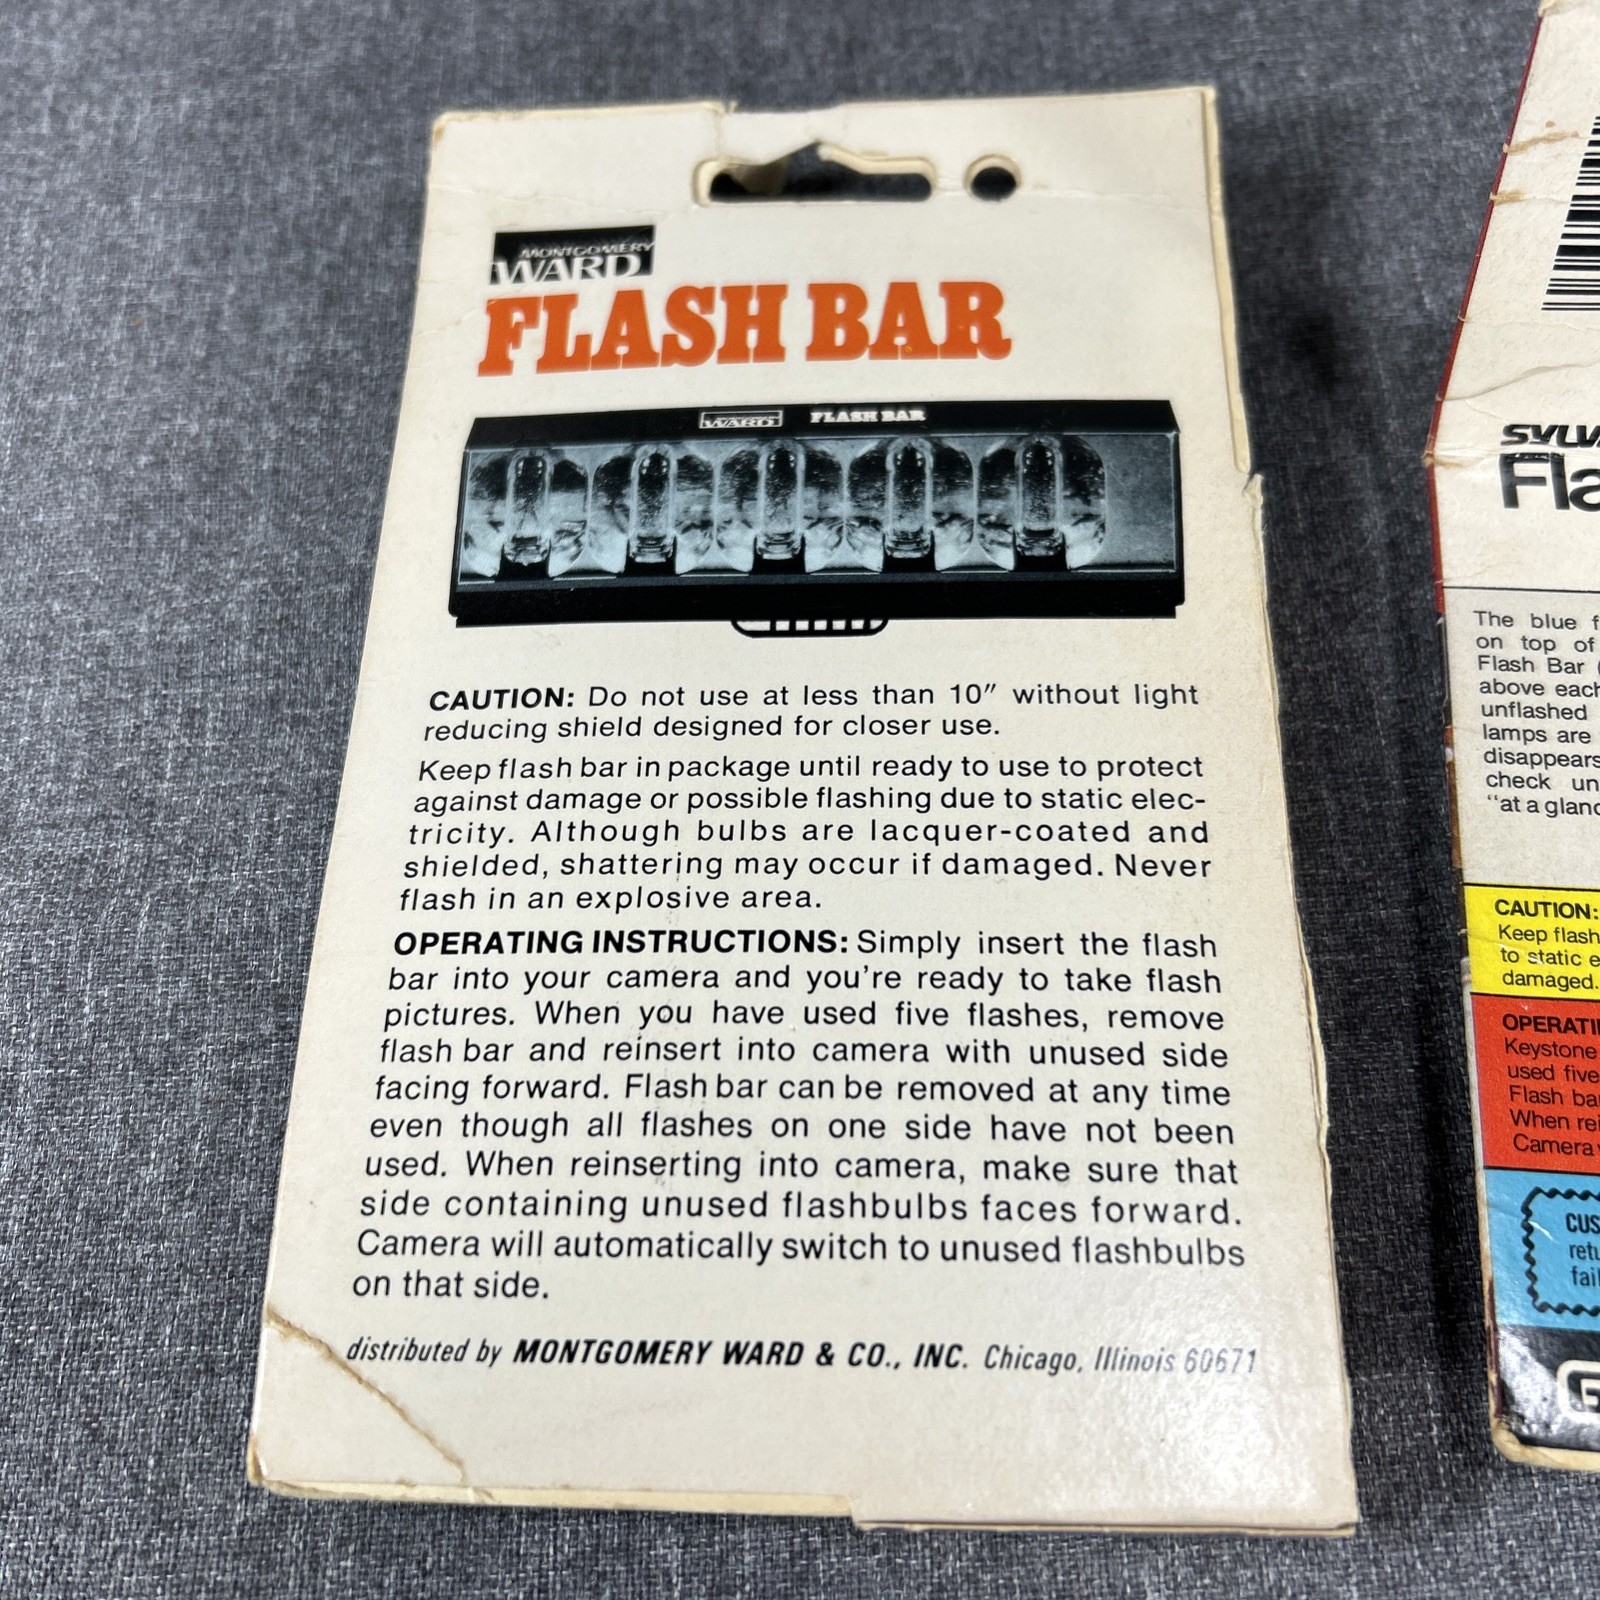 MONTGOMERY
WARD
FLASH BAR
WARD FLASH BAR
CAUTION: Do not use at less than 10" without light
reducing shield designed for closer use.
Keep flash bar in package until ready to use to protect
against damage or possible flashing due to static elec-
tricity. Although bulbs are lacquer-coated and
shielded, shattering may occur if damaged. Never
flash in an explosive area.
OPERATING INSTRUCTIONS: Simply insert the flash
bar into your camera and you're ready to take flash
pictures. When you have used five flashes, remove
flash bar and reinsert into camera with unused side
facing forward. Flash bar can be removed at any time
even though all flashes on one side have not been
used. When reinserting into camera, make sure that
side containing unused flashbulbs faces forward.
Camera will automatically switch to unused flashbulbs
on that side.
distributed by MONTGOMERY WARD & CO., INC. Chicago, Illinois 60671
The blue
on top of
Flash Bar
above each
unflashed
lamps are
disappears
check
"at a
CAUTION:
Keep flash
to static
damaged.
Keystone
used five
Flash
When
Camera